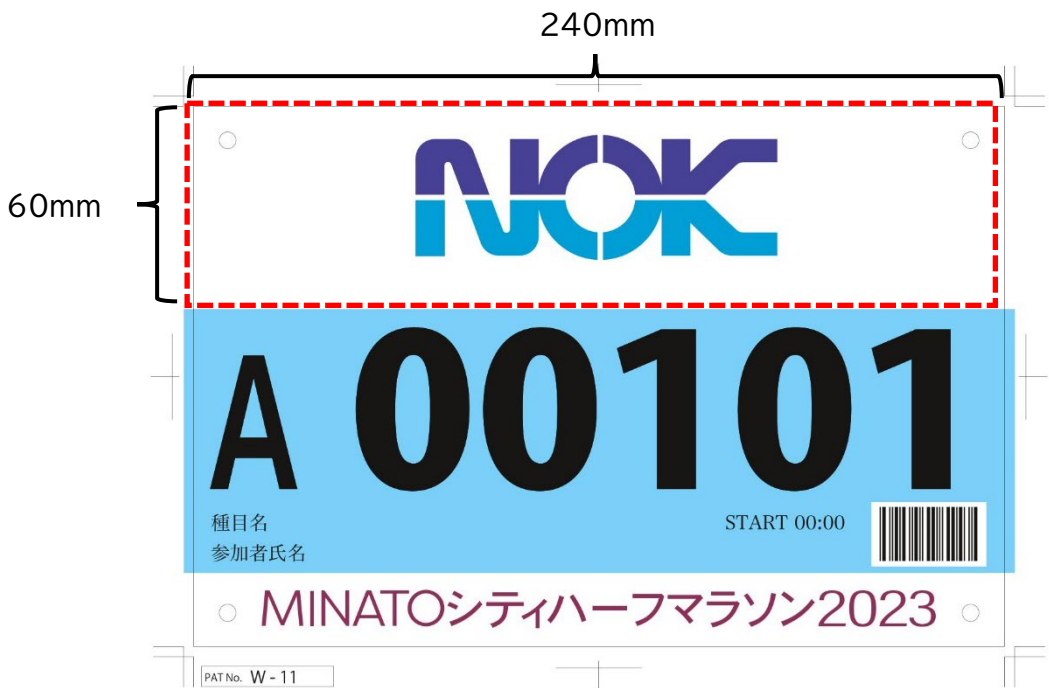 240mm
60mm
NOK
A 00101
種目名
START 00:00
参加者氏名
MINATOシティハーフマラソン2023
PAT No. W - 11